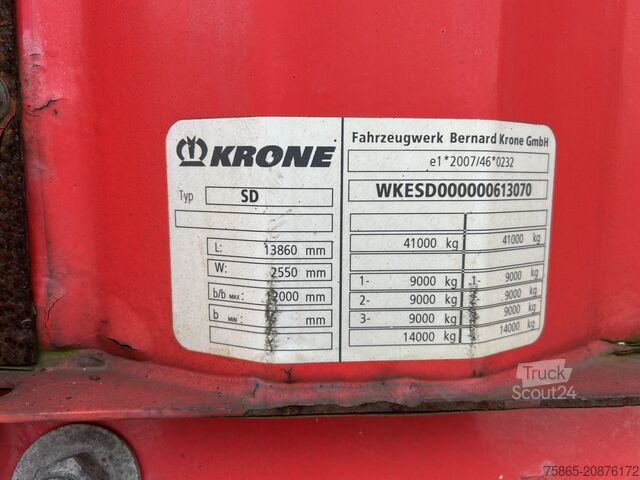 KRONE
Typ SD
L: 13860 mm
W: 2550 mm
b/b MAX: 2000 mm
b MIN: mm
Fahrzeugwerk Bernard Krone GmbH
e1*2007/46*0232
WKESD000000613070
41000 kg 41000 kg
1- 9000 kg 1- 9000 kg
2- 9000 kg 9000 kg
3- 9000 kg 9000 kg
14000 kg 14000 kg
Truck
Scout24
75865-20876172